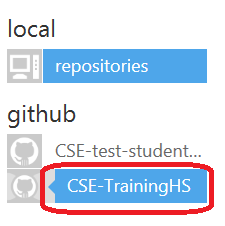 local
repositories
github
CSE-test-student...
CSE-TrainingHS